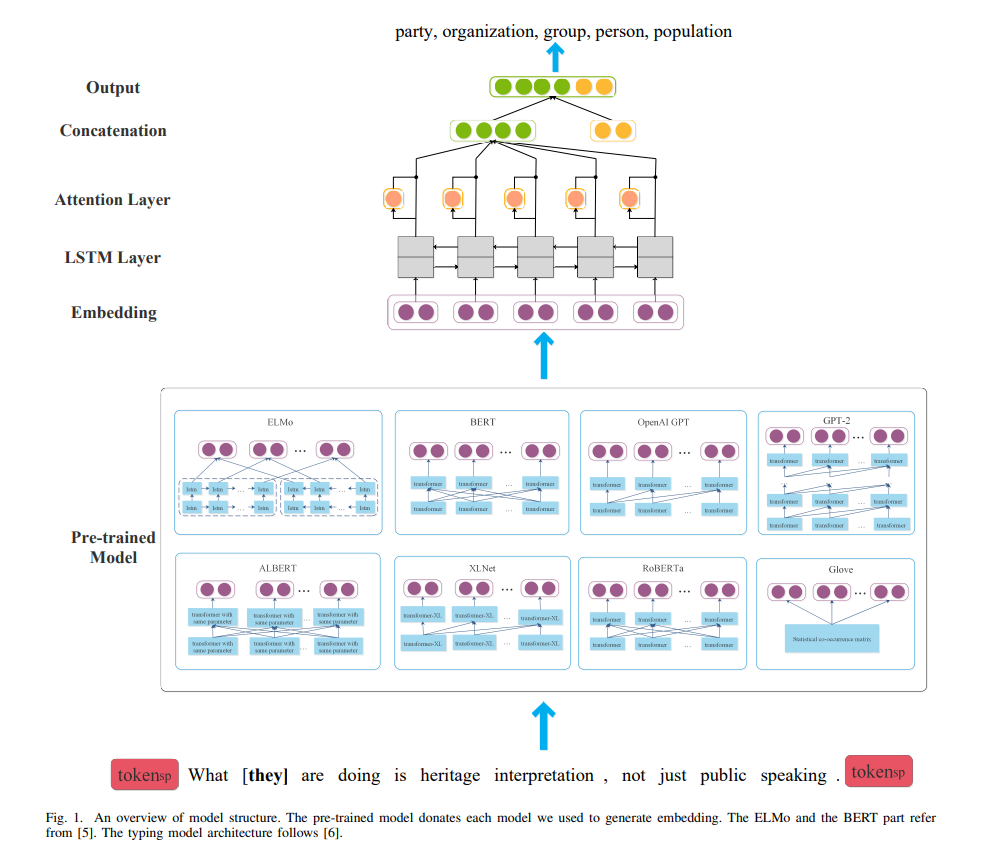 party, organization, group, person, population
Output
Concatenation
Attention Layer
LSTM Layer
Embedding
Pre-trained
Model
ELMo
...
lstm lstm ... lstm lstm lstm ... lstm
lstm lstm ... lstm lstm lstm ... lstm
BERT
...
transformer transformer ... transformer
transformer transformer ... transformer
OpenAI GPT
...
transformer transformer ... transformer
transformer transformer ... transformer
GPT-2
...
transformer transformer ... transformer
... 
transformer transformer ... transformer
transformer transformer ... transformer
ALBERT
...
transformer with same parameter transformer with same parameter ... transformer with same parameter
transformer with same parameter transformer with same parameter ... transformer with same parameter
XLNet
...
transformer-XL transformer-XL ... transformer-XL
transformer-XL transformer-XL ... transformer-XL
RoBERTa
...
transformer transformer ... transformer
transformer transformer ... transformer
Glove
...
Statistical co-occurrence matrix
tokensp What [they] are doing is heritage interpretation , not just public speaking . tokensp
Fig. 1. An overview of model structure. The pre-trained model donates each model we used to generate embedding. The ELMo and the BERT part refer
from [5]. The typing model architecture follows [6].